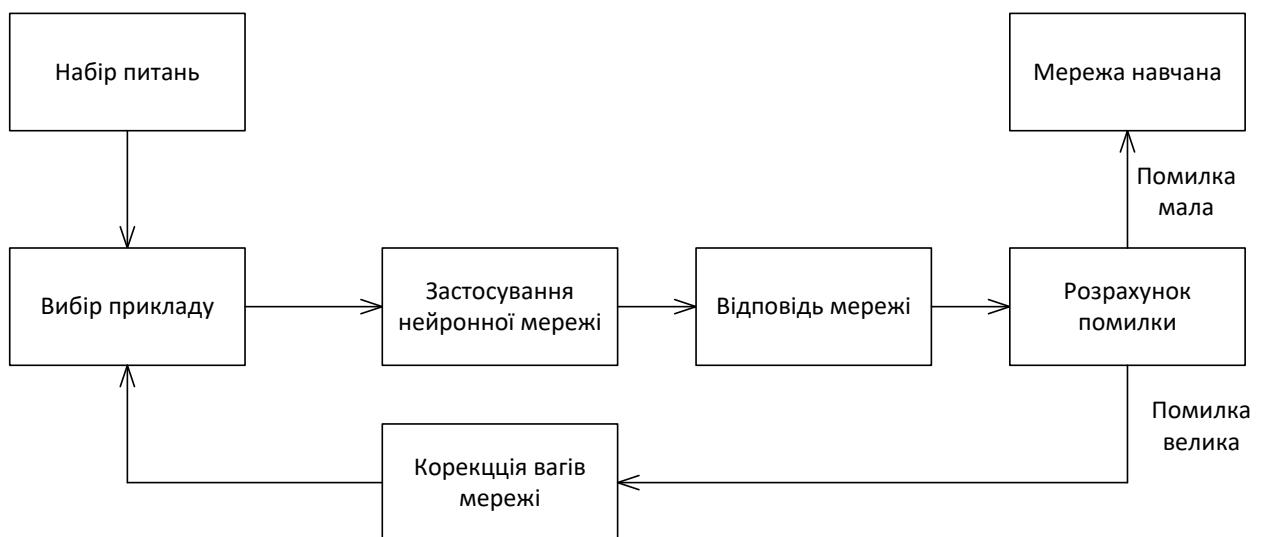 Набір питань
Мережа навчана
Помилка
мала
Вибір прикладу
Застосування
нейронної мережі
Відповідь мережі
Розрахунок
помилки
Помилка
велика
Корекцція вагів
мережі